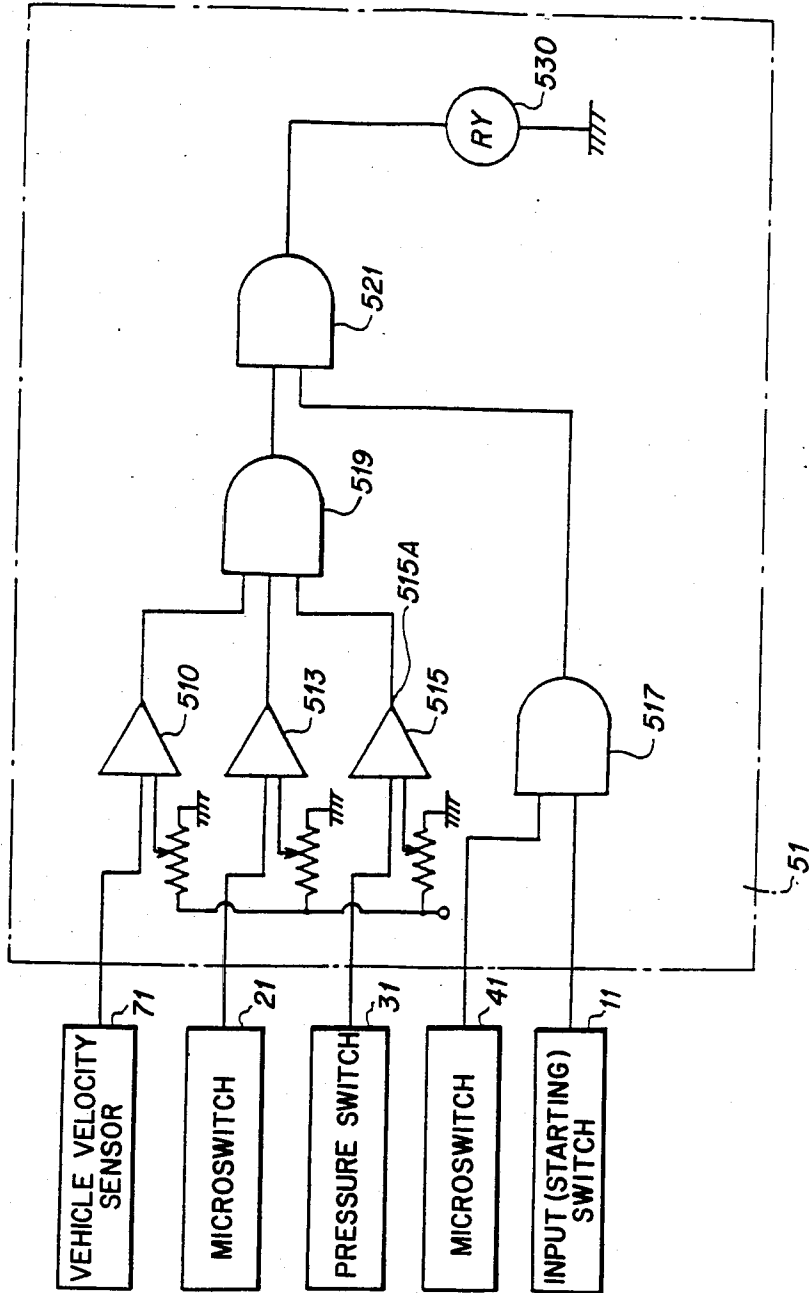 VEHICLE VELOCITY
SENSOR
71
MICROSWITCH
21
PRESSURE SWITCH
31
MICROSWITCH
41
INPUT (STARTING)
SWITCH
11
510
513
515A
515
517
519
521
RY
530
51